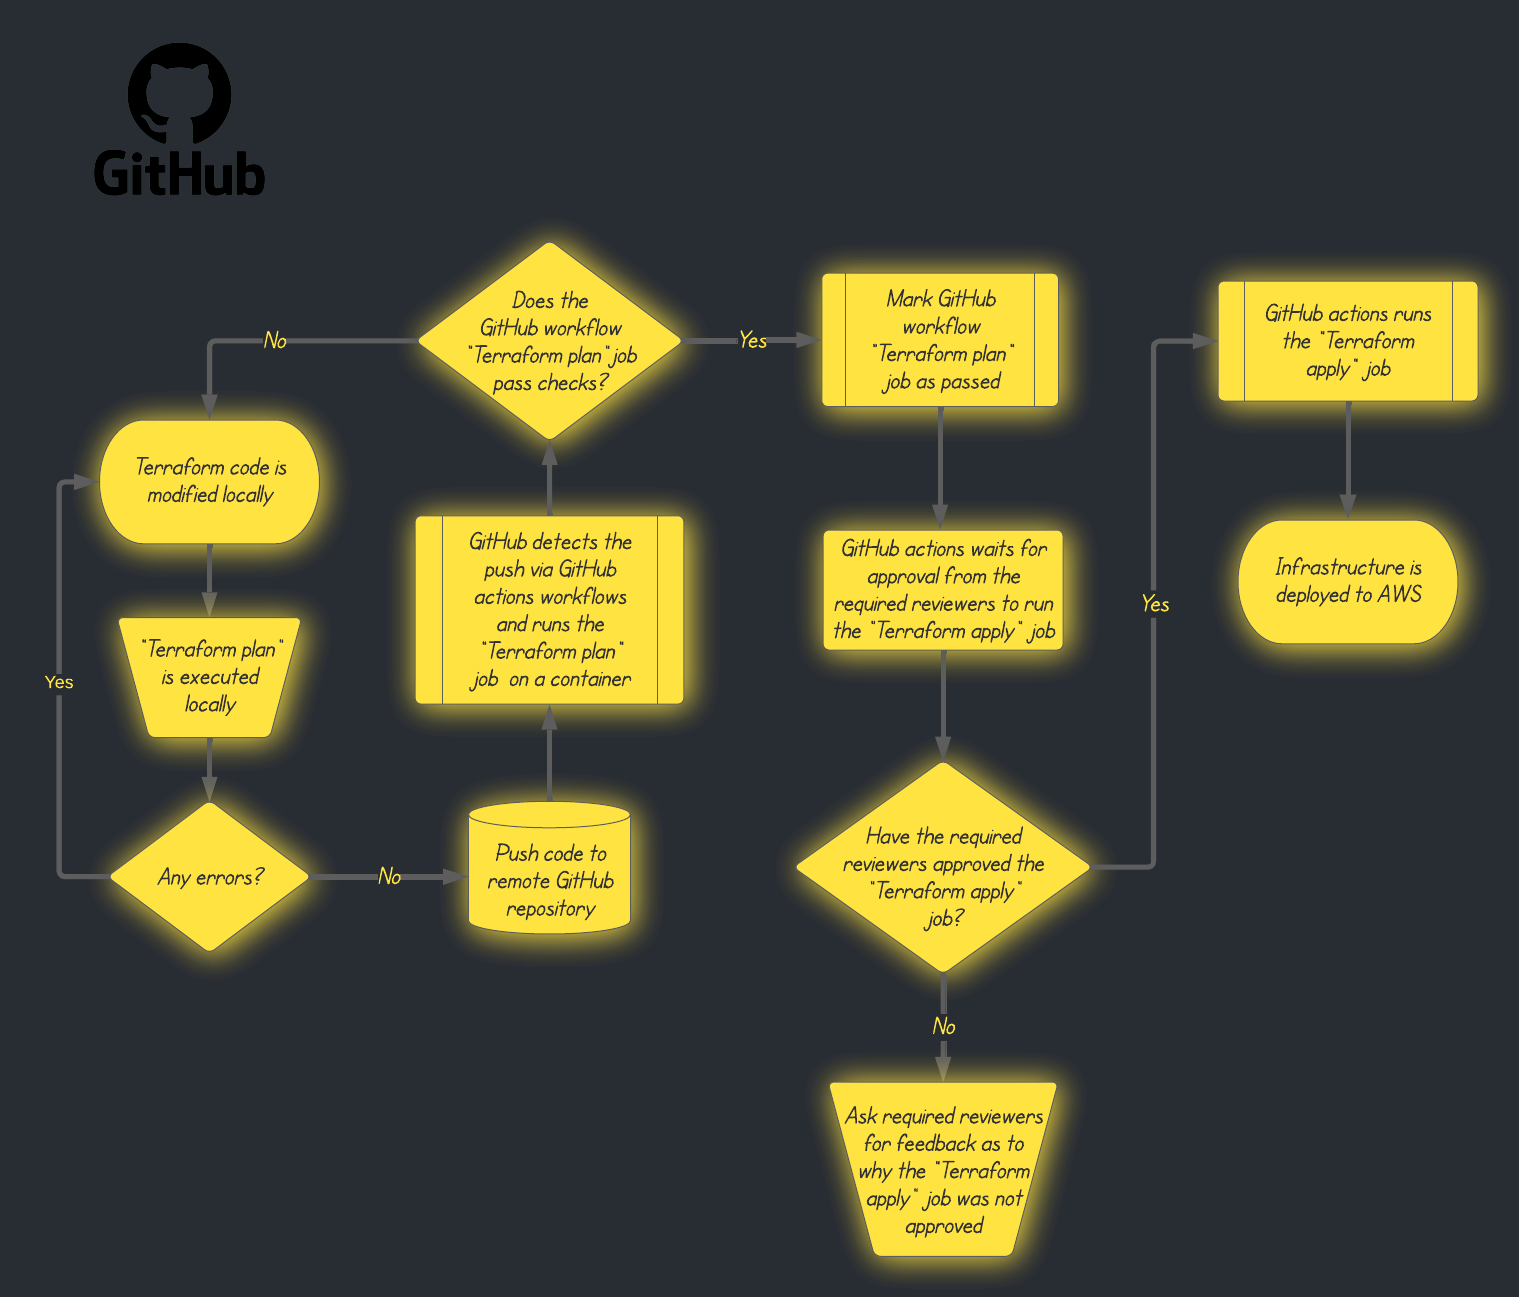 GitHub
Does the
GitHub workflow
"Terraform plan" job
pass checks?
No
Yes
Mark GitHub
workflow
"Terraform plan"
job as passed
GitHub actions runs
the "Terraform
apply" job
Terraform code is
modified locally
GitHub detects the
push via GitHub
actions workflows
and runs the
"Terraform plan"
job on a container
GitHub actions waits for
approval from the
required reviewers to run
the "Terraform apply" job
Infrastructure is
deployed to AWS
Yes
"Terraform plan"
is executed
locally
Yes
Any errors?
No
Push code to
remote GitHub
repository
Have the required
reviewers approved the
"Terraform apply"
job?
No
Ask required reviewers
for feedback as to
why the "Terraform
apply" job was not
approved